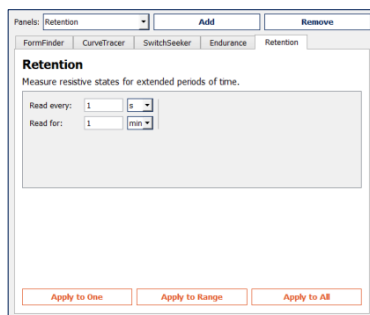 Panels: Retention Add Remove
FormFinder CurveTracer SwitchSeeker Endurance Retention
Retention
Measure resistive states for extended periods of time.
Read every: 1 s
Read for: 1 min
Apply to One Apply to Range Apply to All